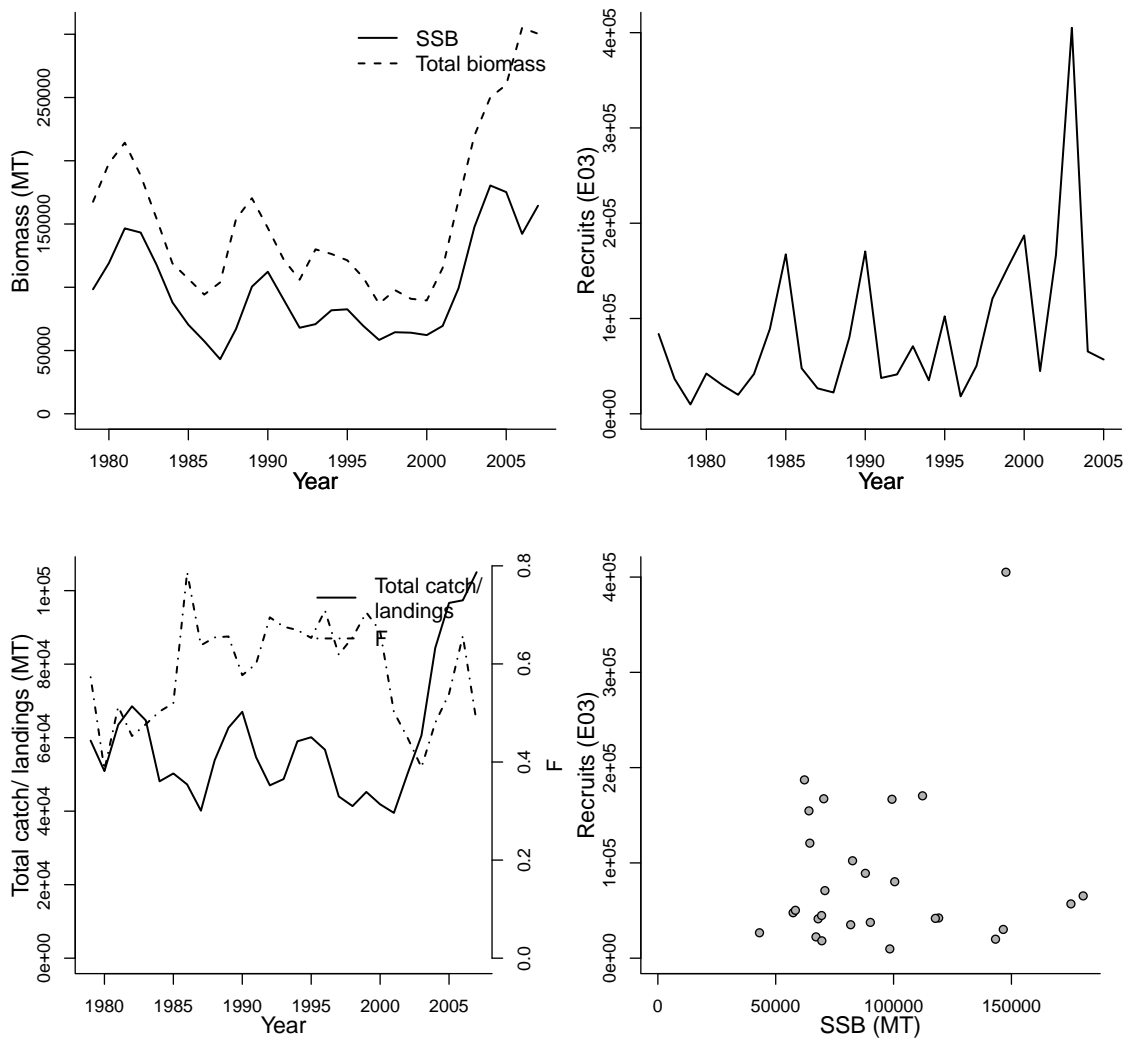 SSB
Total biomass
Biomass (MT)
0
50000
150000
250000
1980
1985
1990
1995
2000
2005
Year
Recruits (E03)
0e+00
1e+05
2e+05
3e+05
4e+05
1980
1985
1990
1995
2000
2005
Year
Total catch/
landings
F
Total catch/ landings (MT)
0e+00
2e+04
4e+04
6e+04
8e+04
1e+05
0.0
0.2
0.4
0.6
0.8
F
1980
1985
1990
1995
2000
2005
Year
Recruits (E03)
0e+00
1e+05
2e+05
3e+05
4e+05
0
50000
100000
150000
SSB (MT)